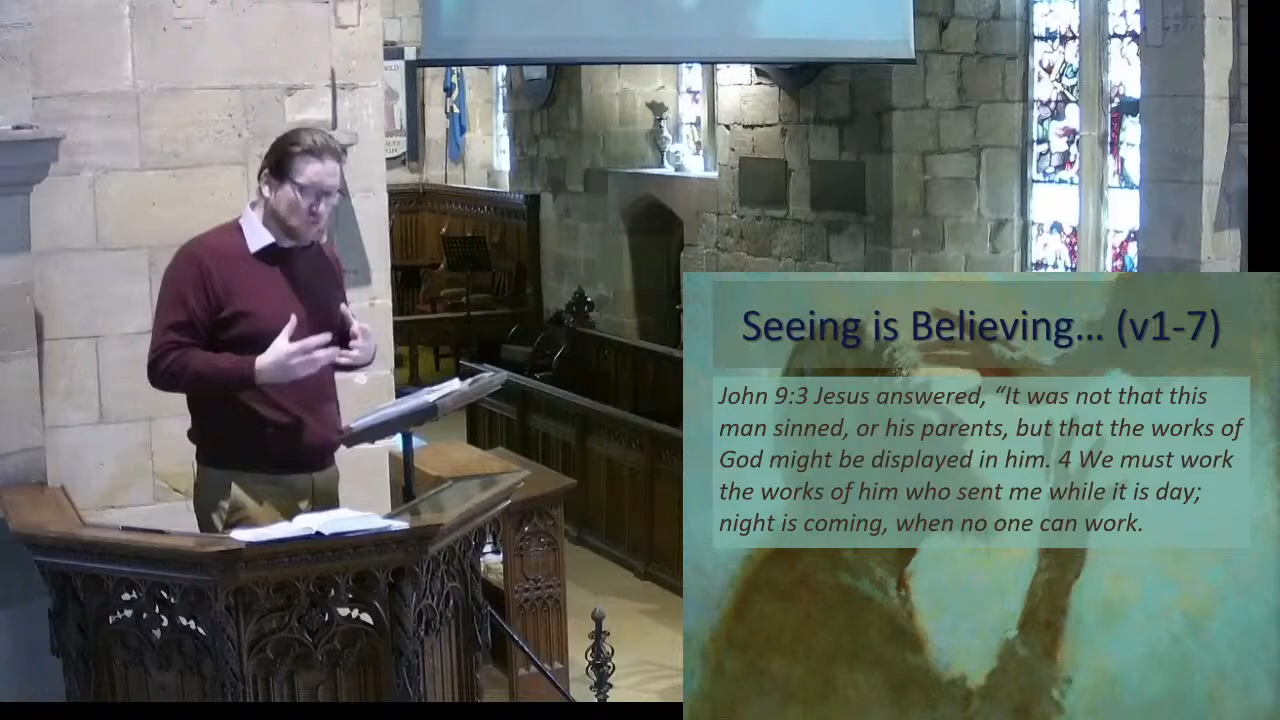 Seeing is Believing... (v1-7)
John 9:3 Jesus answered, “It was not that this
man sinned, or his parents, but that the works of
God might be displayed in him. 4 We must work
the works of him who sent me while it is day;
night is coming, when no one can work.